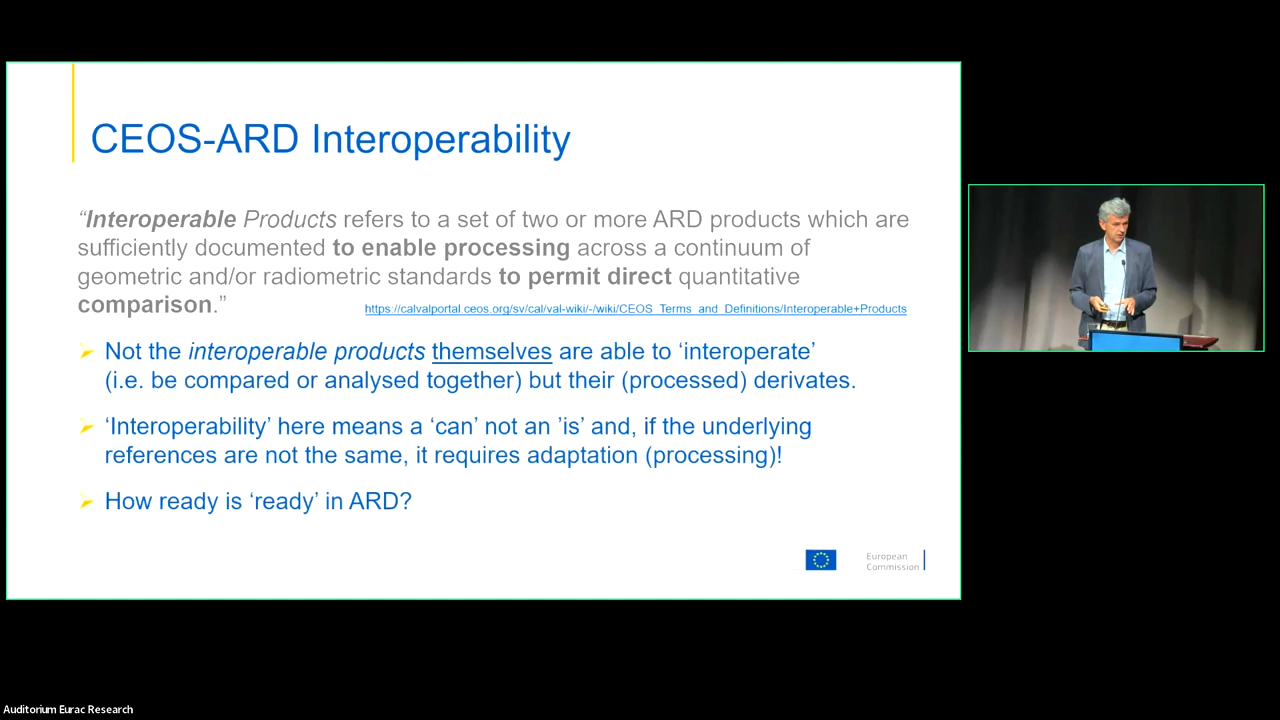 CEOS-ARD Interoperability
“Interoperable Products refers to a set of two or more ARD products which are
sufficiently documented to enable processing across a continuum of
geometric and/or radiometric standards to permit direct quantitative
comparison.”
https://calvalportal.ceos.org/sv/cal/val-wiki/-/wiki/CEOS_Terms_and_Definitions/Interoperable+Products
Not the interoperable products themselves are able to ‘interoperate’
(i.e. be compared or analysed together) but their (processed) derivates.
‘Interoperability’ here means a ‘can’ not an ’is’ and, if the underlying
references are not the same, it requires adaptation (processing)!
How ready is ‘ready’ in ARD?
European
Commission
Auditorium Eurac Research